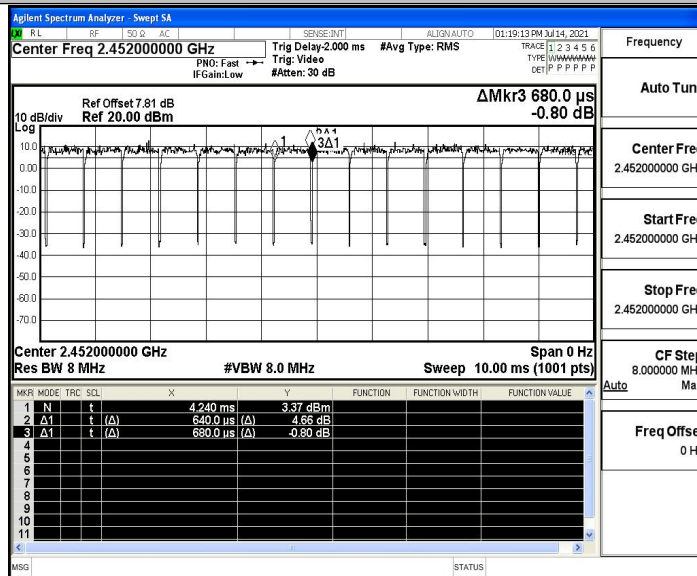 Agilent Spectrum Analyzer - Swept SA
RL RF 50 Ω AC SENSE:INT ALIGN AUTO 01:19:13 PM Jul 14, 2021
Center Freq 2.452000000 GHz
PNO: Fast
IFGain:Low
Trig Delay-2.000 ms
Trig: Video
#Atten: 30 dB
#Avg Type: RMS
TRACE 1 2 3 4 5 6
TYPE
DET P P P P P P
Frequency
Ref Offset 7.81 dB
10 dB/div Ref 20.00 dBm
Log
ΔMkr3 680.0 µs
-0.80 dB
10.0
0.00
-10.0
-20.0
-30.0
-40.0
-50.0
-60.0
-70.0
1
3Δ1
Center 2.452000000 GHz
Span 0 Hz
Res BW 8 MHz #VBW 8.0 MHz Sweep 10.00 ms (1001 pts)
MKR MODE TRC SCL X Y FUNCTION FUNCTION WIDTH FUNCTION VALUE
1 N t 4.240 ms 3.37 dBm
2 Δ1 t (Δ) 640.0 µs (Δ) 4.66 dB
3 Δ1 t (Δ) 680.0 µs (Δ) -0.80 dB
4
5
6
7
8
9
10
11
MSG STATUS
Auto Tun
Center Fre
2.452000000 GH
Start Fre
2.452000000 GH
Stop Fre
2.452000000 GH
CF Step
8.000000 MH
Auto Ma
Freq Offse
0 H